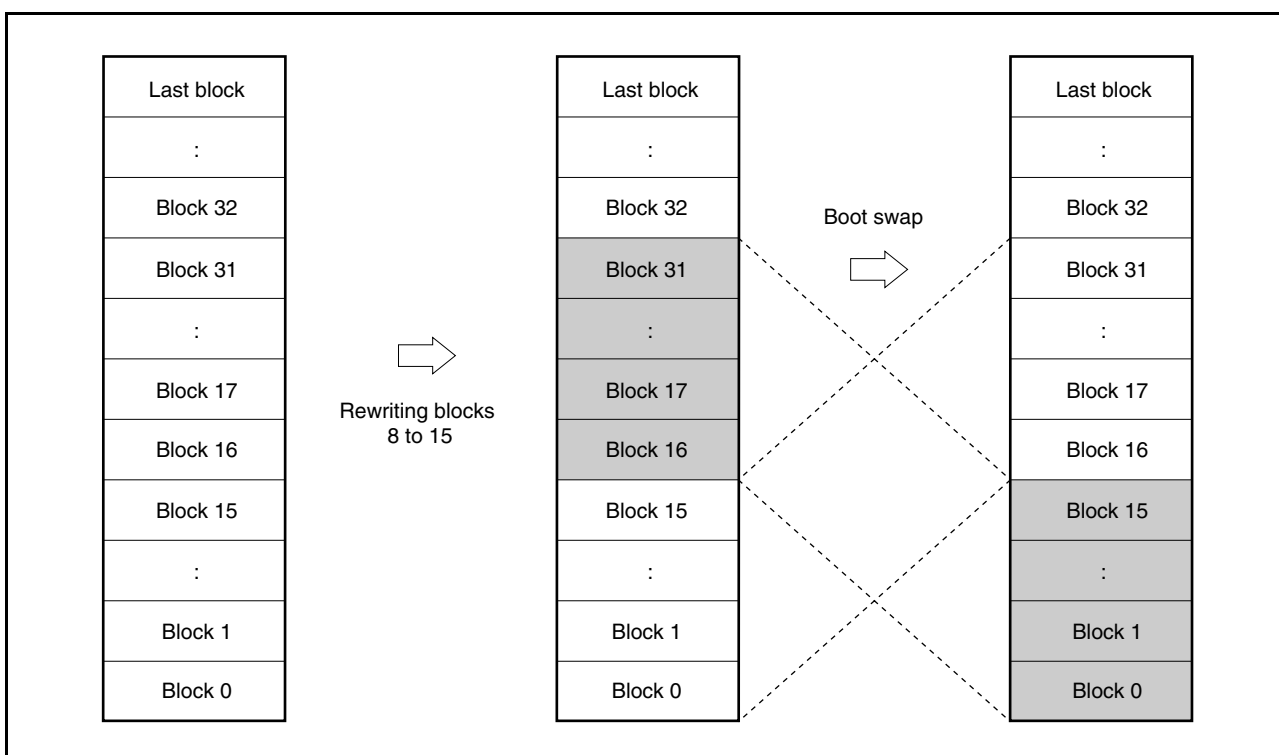 Last block
:
Block 32
Block 31
:
Block 17
Block 16
Block 15
:
Block 1
Block 0
Rewriting blocks
8 to 15
Last block
:
Block 32
Block 31
:
Block 17
Block 16
Block 15
:
Block 1
Block 0
Boot swap
Last block
:
Block 32
Block 31
:
Block 17
Block 16
Block 15
:
Block 1
Block 0